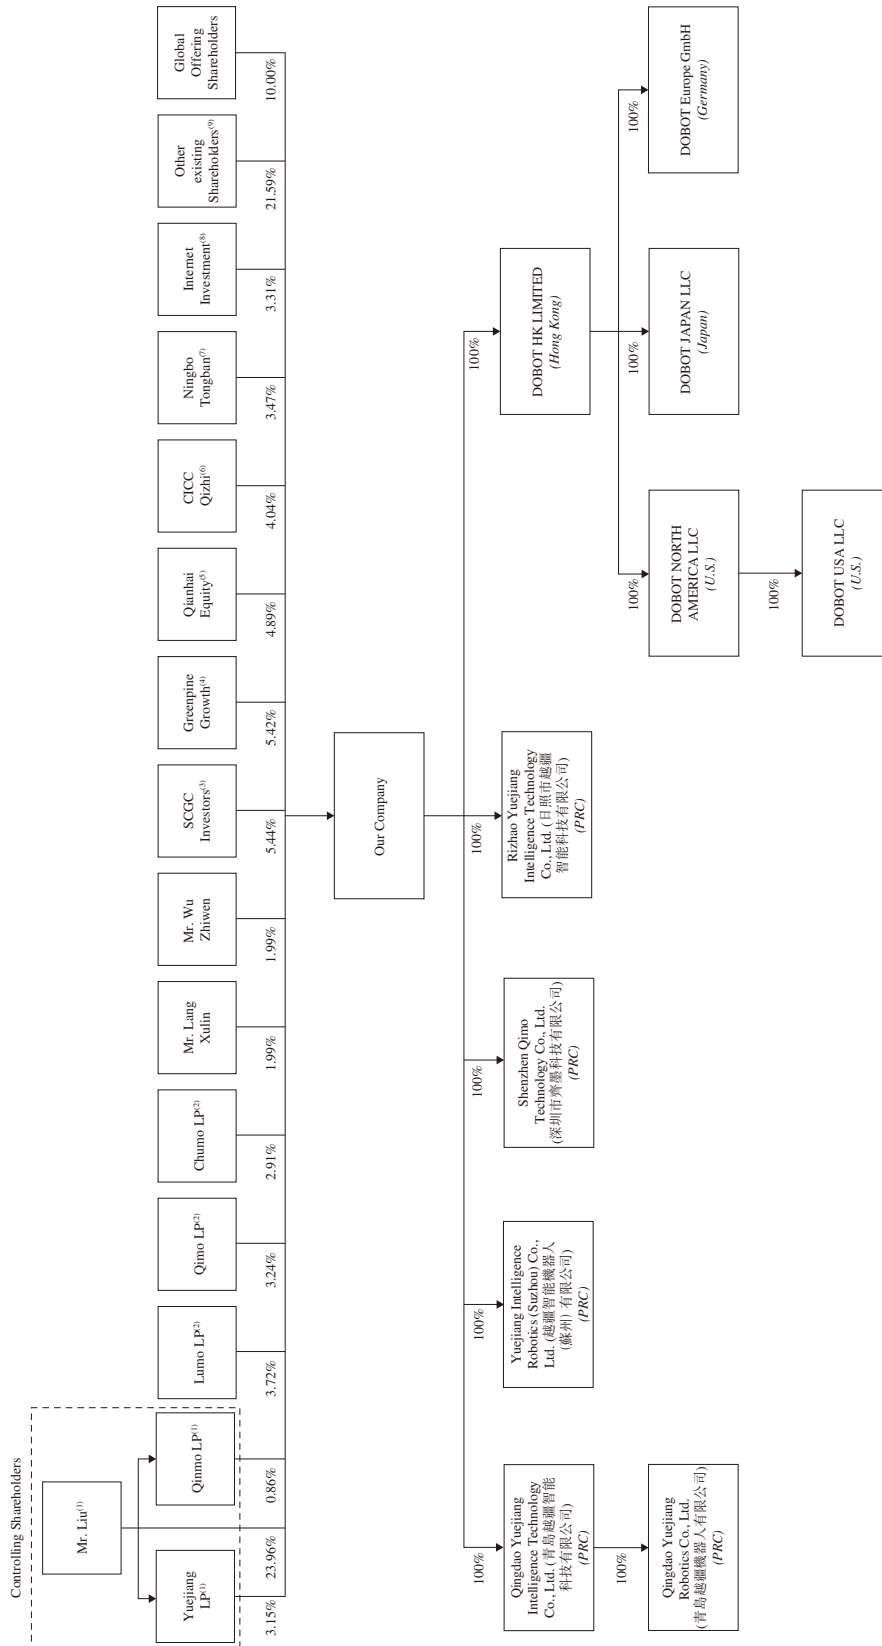 Controlling Shareholders
Mr. Liu(1)
Yuejiang
LP(1)
Qinmo LP(1)
Lumo LP(2)
Qimo LP(2)
Chumo LP(2)
Mr. Lang
Xulin
Mr. Wu
Zhiwen
SCGC
Investors(3)
Greenpine
Growth(4)
Qianhai
Equity(5)
CICC
Qizhi(6)
Ningbo
Tongban(7)
Internet
Investment(8)
Other
existing
Shareholders(9)
Global
Offering
Shareholders
3.15%
23.96%
0.86%
3.72%
3.24%
2.91%
1.99%
1.99%
5.44%
5.42%
4.89%
4.04%
3.47%
3.31%
21.59%
10.00%
Our Company
100%
100%
100%
100%
100%
Qingdao Yuejiang
Intelligence Technology
Co., Ltd. (青島越疆智能
科技有限公司)
(PRC)
Yuejiang Intelligence
Robotics (Suzhou) Co.,
Ltd. (越疆智能機器人
(蘇州) 有限公司)
(PRC)
Shenzhen Qimo
Technology Co., Ltd.
(深圳市齊墨科技有限公司)
(PRC)
Rizhao Yuejiang
Intelligence Technology
Co., Ltd. (日照市越疆
智能科技有限公司)
(PRC)
DOBOT HK LIMITED
(Hong Kong)
100%
100%
100%
100%
Qingdao Yuejiang
Robotics Co., Ltd.
(青島越疆機器人有限公司)
(PRC)
DOBOT NORTH
AMERICA LLC
(U.S.)
DOBOT JAPAN LLC
(Japan)
DOBOT Europe GmbH
(Germany)
100%
DOBOT USA LLC
(U.S.)